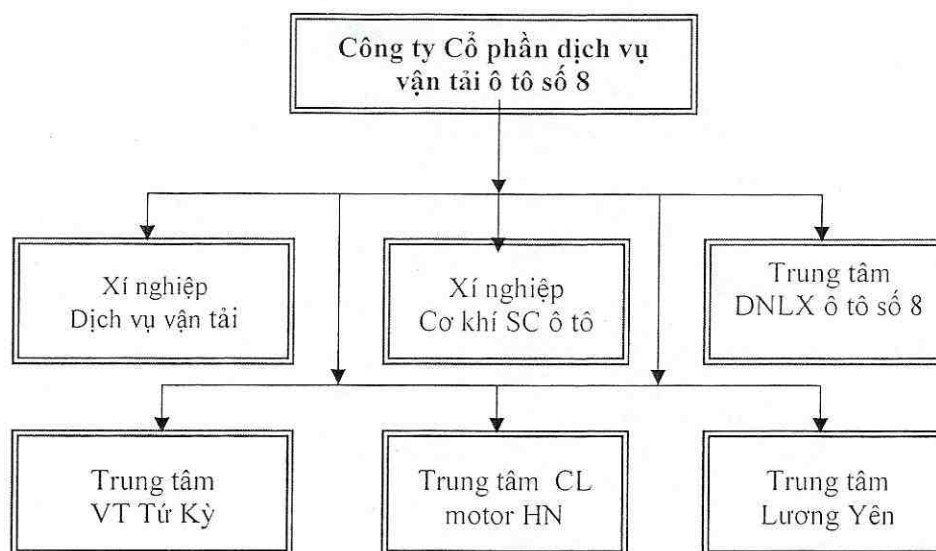 Công ty Cổ phần dịch vụ
vận tải ô tô số 8
Xí nghiệp
Dịch vụ vận tải
Xí nghiệp
Cơ khí SC ô tô
Trung tâm
DNLX ô tô số 8
Trung tâm
VT Tứ Kỳ
Trung tâm CL
motor HN
Trung tâm
Lương Yên